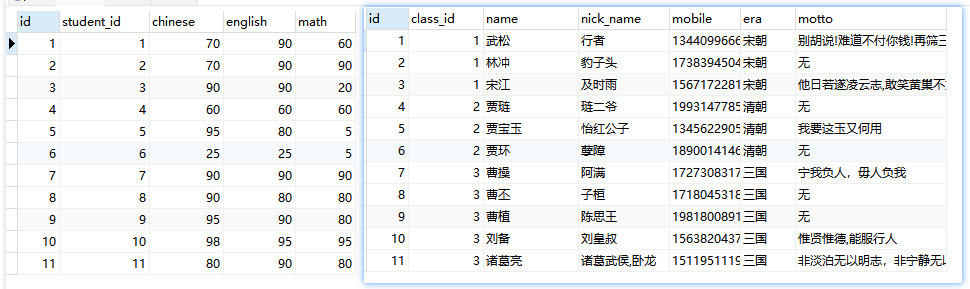 id student_id chinese english math
1 1 70 90 60
2 2 70 90 90
3 3 90 90 20
4 4 60 60 60
5 5 95 80 5
6 6 25 25 5
7 7 90 90 90
8 8 80 90 80
9 9 95 90 80
10 10 98 95 95
11 11 80 90 80
id class_id name nick_name mobile era motto
1 1 武松 行者 1344099666 宋朝 别胡说!难道不付你钱!再筛三
2 1 林冲 豹子头 1738394504 宋朝 无
3 1 宋江 及时雨 1567172281 宋朝 他日若遂凌云志,敢笑黄巢不
4 2 贾琏 琏二爷 1993147785 清朝 无
5 2 贾宝玉 怡红公子 1345622905 清朝 我要这玉又何用
6 2 贾环 孽障 1890014146 清朝 无
7 3 曹操 阿满 1727308317 三国 宁我负人，毋人负我
8 3 曹丕 子桓 1718045318 三国 无
9 3 曹植 陈思王 1981800891 三国 无
10 3 刘备 刘皇叔 1563820437 三国 惟贤惟德,能服行人
11 3 诸葛亮 诸葛武侯,卧龙 1511951119 三国 非淡泊无以明志，非宁静无以